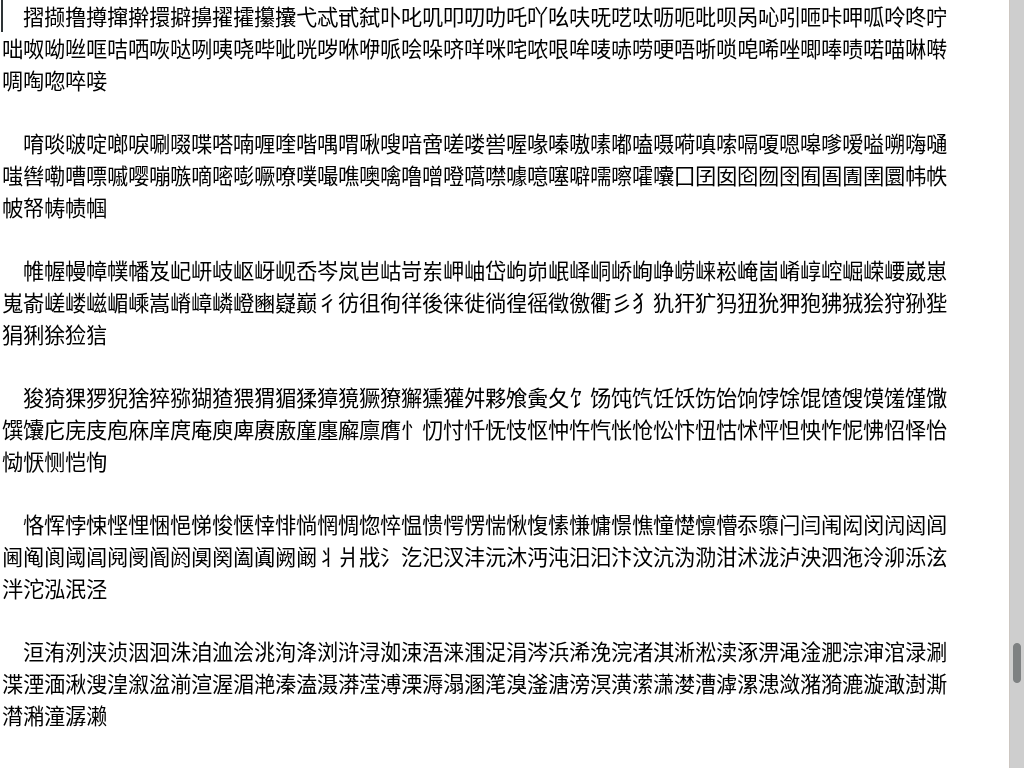 摺撷撸撙撺擀擐擗擤擢攉攥攮弋忒甙弑卟叱叽叩叨叻吒吖吆呋呒呓呔呖呃吡呗呙吣吲咂咔呷呱呤咚咛
咄呶呦咝哐咭哂咴哒咧咦哓哔呲咣哕咻咿哌哙哚哜咩咪咤哝哏哞唛哧唠哽唔哳唢唣唏唑唧唪啧喏喵啉啭
啁啕唿啐唼
唷啖啵啶啷唳唰啜喋嗒喃喱喹喈喁喟啾嗖喑啻嗟喽喾喔喙嗪嗷嗉嘟嗑嗫嗬嗔嗦嗝嗄嗯嗥嗲嗳嗌嗍嗨嗵
嗤辔嘞嘈嘌嘁嘤嘣嗾嘀嘧嘭噘嘹噗嘬噍噢噙噜噌噔嚆噤噱噫噻噼嚅嚓嚯囔囗囝囡囵囫囹囿圄圊圉圜帏帙
帔帑帱帻帼
帷幄幔幛幞幡岌屺岍岐岖岈岘岙岑岚岜岵岢岽岬岫岱岣峁岷峄峒峤峋峥崂崃崧崦崮崤崞崆崛嵘崾崴崽
嵬嵛嵯嵝嵫嵋嵊嵩嵴嶂嶙嶝豳嶷巅彳彷徂徇徉後徕徙徜徨徭徵徼衢彡犭犰犴犷犸狃狁狎狍狒狨狯狩狲狴
狷猁狳猃狺
狻猗猓猡猊猞猝猕猢猹猥猬猸猱獐獍獗獠獬獯獾舛夥飧夤夂饣饧饨饩饪饫饬饴饷饽馀馄馇馊馍馐馑馓
馔馕庀庑庋庖庥庠庹庵庾庳赓廒廑廛廨廪膺忄忉忖忏怃忮怄忡忤忾怅怆忪忭忸怙怵怦怛怏怍怩怫怊怿怡
恸恹恻恺恂
恪恽悖悚悭悝悃悒悌悛惬悻悱惝惘惆惚悴愠愦愕愣惴愀愎愫慊慵憬憔憧憷懔懵忝隳闩闫闱闳闵闶闼闾
阃阄阆阈阊阋阌阍阏阒阕阖阗阙阚丬爿戕氵汔汜汊沣沅沐沔沌汨汩汴汶沆沩泐泔沭泷泸泱泗沲泠泖泺泫
泮沱泓泯泾
洹洧洌浃浈洇洄洙洎洫浍洮洵洚浏浒浔洳涑浯涞涠浞涓涔浜浠浼浣渚淇淅淞渎涿淠渑淦淝淙渖涫渌涮
渫湮湎湫溲湟溆湓湔渲渥湄滟溱溘滠漭滢溥溧溽溻溷滗溴滏溏滂溟潢潆潇漤漕滹漯漶潋潴漪漉漩澉澍澌
潸潲潼潺濑